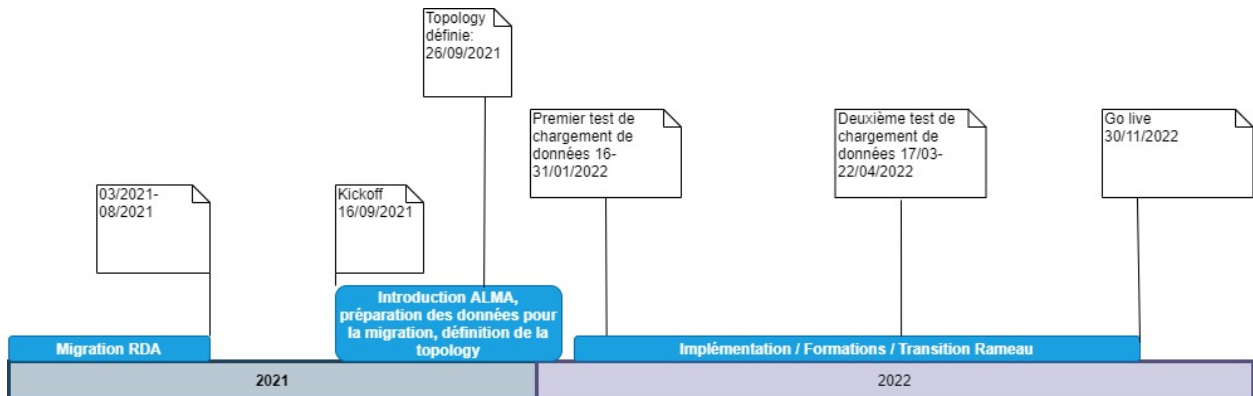 Topology
définie:
26/09/2021
Premier test de
chargement de
données 16-
31/01/2022
Deuxième test de
chargement de
données 17/03-
22/04/2022
Go live
30/11/2022
03/2021-
08/2021
Kickoff
16/09/2021
Introduction ALMA,
préparation des données pour
la migration, définition de la
topology
Migration RDA
Implémentation / Formations / Transition Rameau
2021
2022